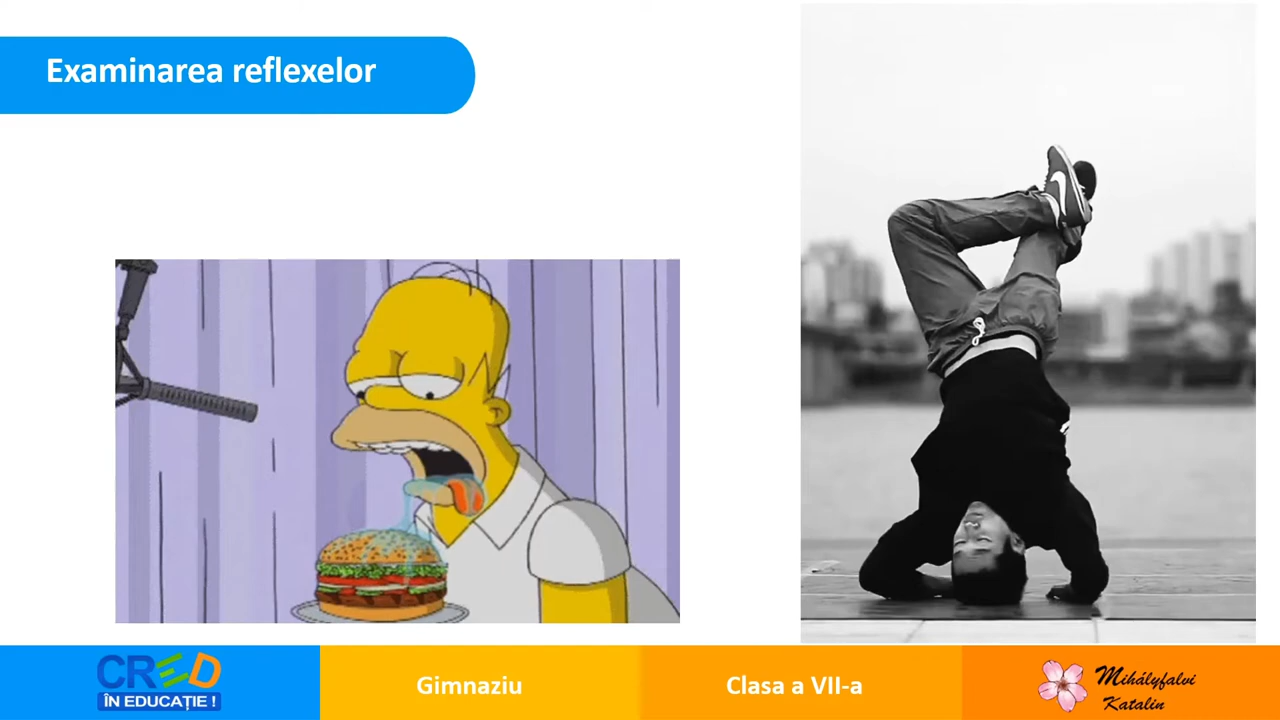 Examinarea reflexelor
CRED
ÎN EDUCAȚIE !
Gimnaziu
Clasa a VII-a
Mihályfalvi
Katalin